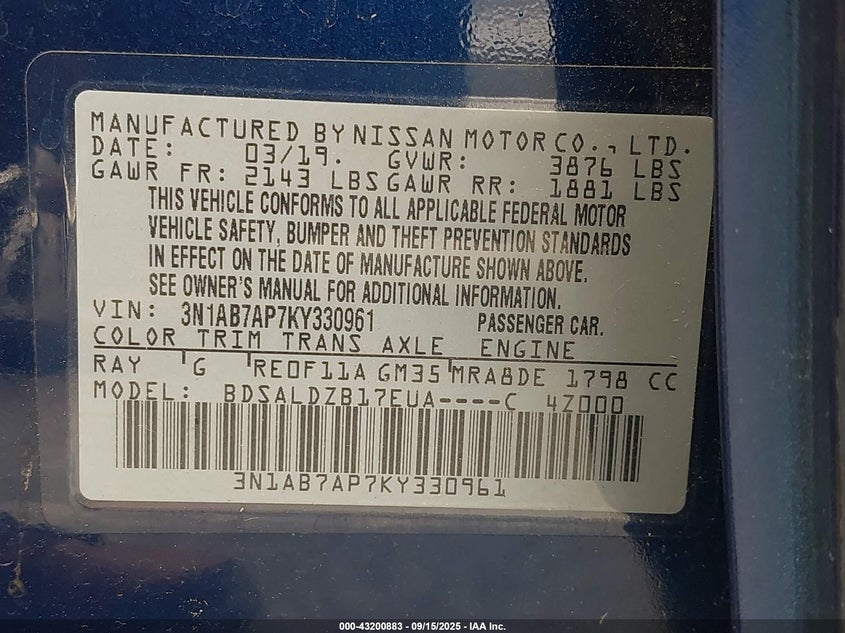 MANUFACTURED BY NISSAN MOTOR CO., LTD.
DATE: 03/19. GVWR: 3876 LBS
GAWR FR: 2143 LBS GAWR RR: 1881 LBS
THIS VEHICLE CONFORMS TO ALL APPLICABLE FEDERAL MOTOR
VEHICLE SAFETY, BUMPER AND THEFT PREVENTION STANDARDS
IN EFFECT ON THE DATE OF MANUFACTURE SHOWN ABOVE.
SEE OWNER'S MANUAL FOR ADDITIONAL INFORMATION.
VIN: 3N1AB7AP7KY330961 PASSENGER CAR.
COLOR TRIM TRANS AXLE ENGINE
RAY G RE0F11A GM35 MRA8DE 1798 CC
MODEL: BDSALDZB17EUA----C 4Z000
3N1AB7AP7KY330961
000-43200883 - 09/15/2025 - IAA Inc.